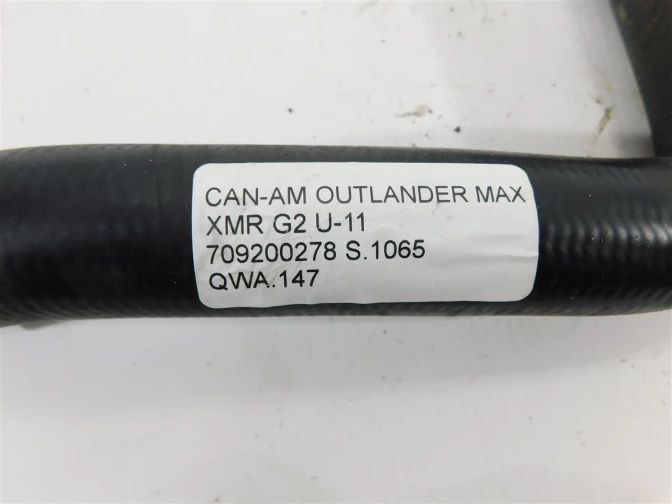 CAN-AM OUTLANDER MAX
XMR G2 U-11
709200278 S.1065
QWA.147